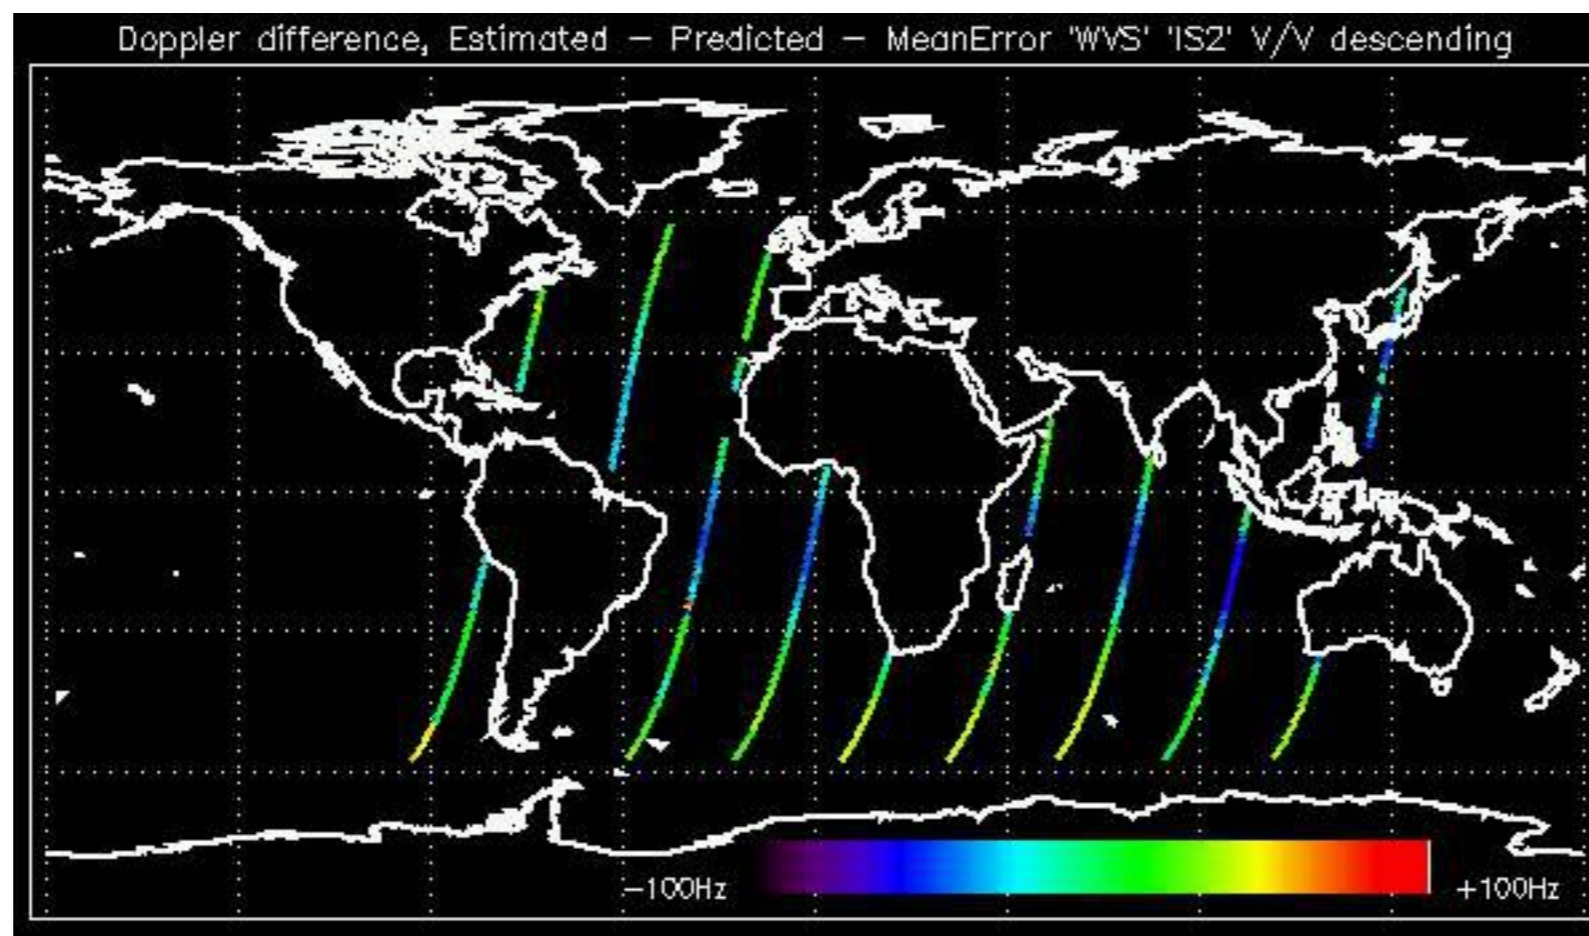 Doppler difference, Estimated – Predicted – MeanError 'WVS' 'IS2' V/V descending
−100Hz
+100Hz